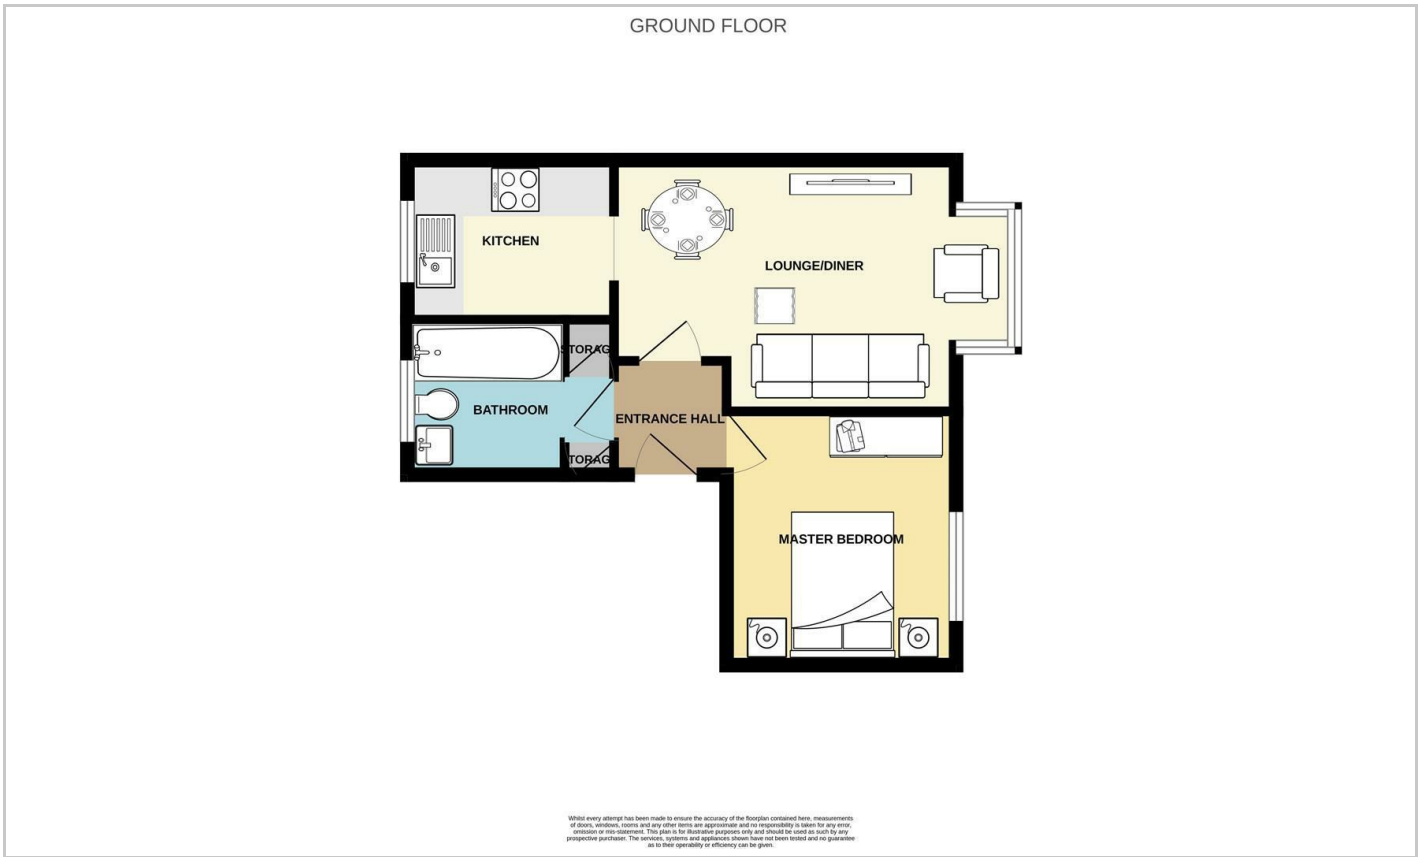 GROUND FLOOR
KITCHEN
LOUNGE/DINER
STORAG
BATHROOM
ENTRANCE HALL
TORAG
MASTER BEDROOM
Whilst every attempt has been made to ensure the accuracy of the floorplan contained here, measurements
of doors, windows, rooms and any other items are approximate and no responsibility is taken for any error,
omission or mis-statement. This plan is for illustrative purposes only and should be used as such by any
prospective purchaser. The services, systems and appliances shown have not been tested and no guarantee
as to their operability or efficiency can be given.